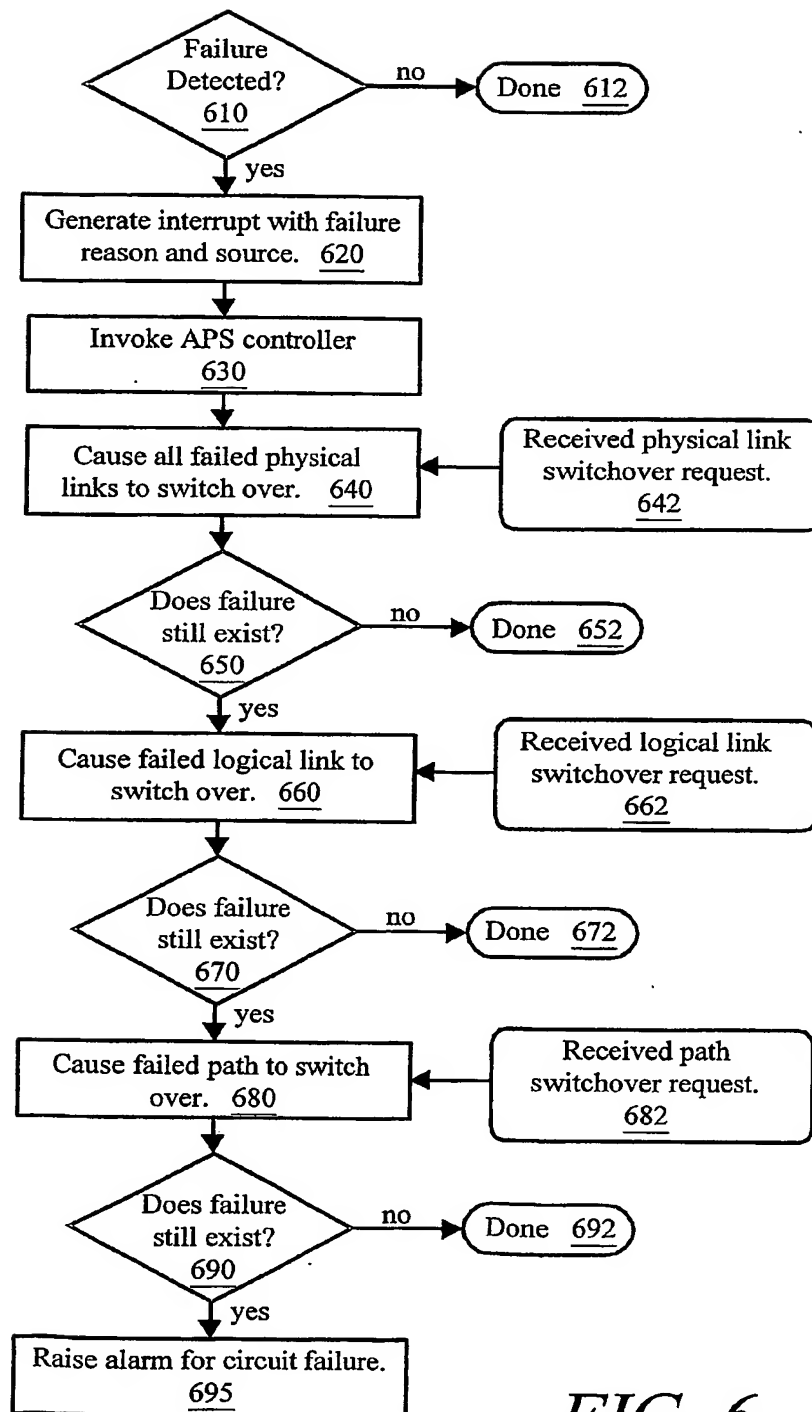 Failure
Detected?
610
no
Done 612
yes
Generate interrupt with failure
reason and source. 620
Invoke APS controller
630
Cause all failed physical
links to switch over. 640
Received physical link
switchover request.
642
Does failure
still exist?
650
no
Done 652
yes
Cause failed logical link to
switch over. 660
Received logical link
switchover request.
662
Does failure
still exist?
670
no
Done 672
yes
Cause failed path to switch
over. 680
Received path
switchover request.
682
Does failure
still exist?
690
no
Done 692
yes
Raise alarm for circuit failure.
695
FIG. 6